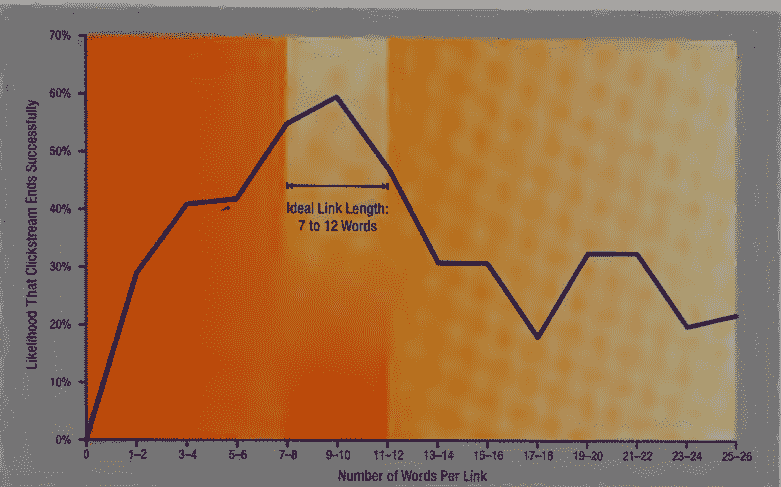 70%
60%
50%
40%
30%
20%
10%
0%
Likelihood That Clickstream Ends Successfully
Ideal Link Length:
7 to 12 Words
0 1–2 3–4 5–6 7–8 9–10 11–12 13–14 15–16 17–18 19–20 21–22 23–24 25–26
Number of Words Per Link